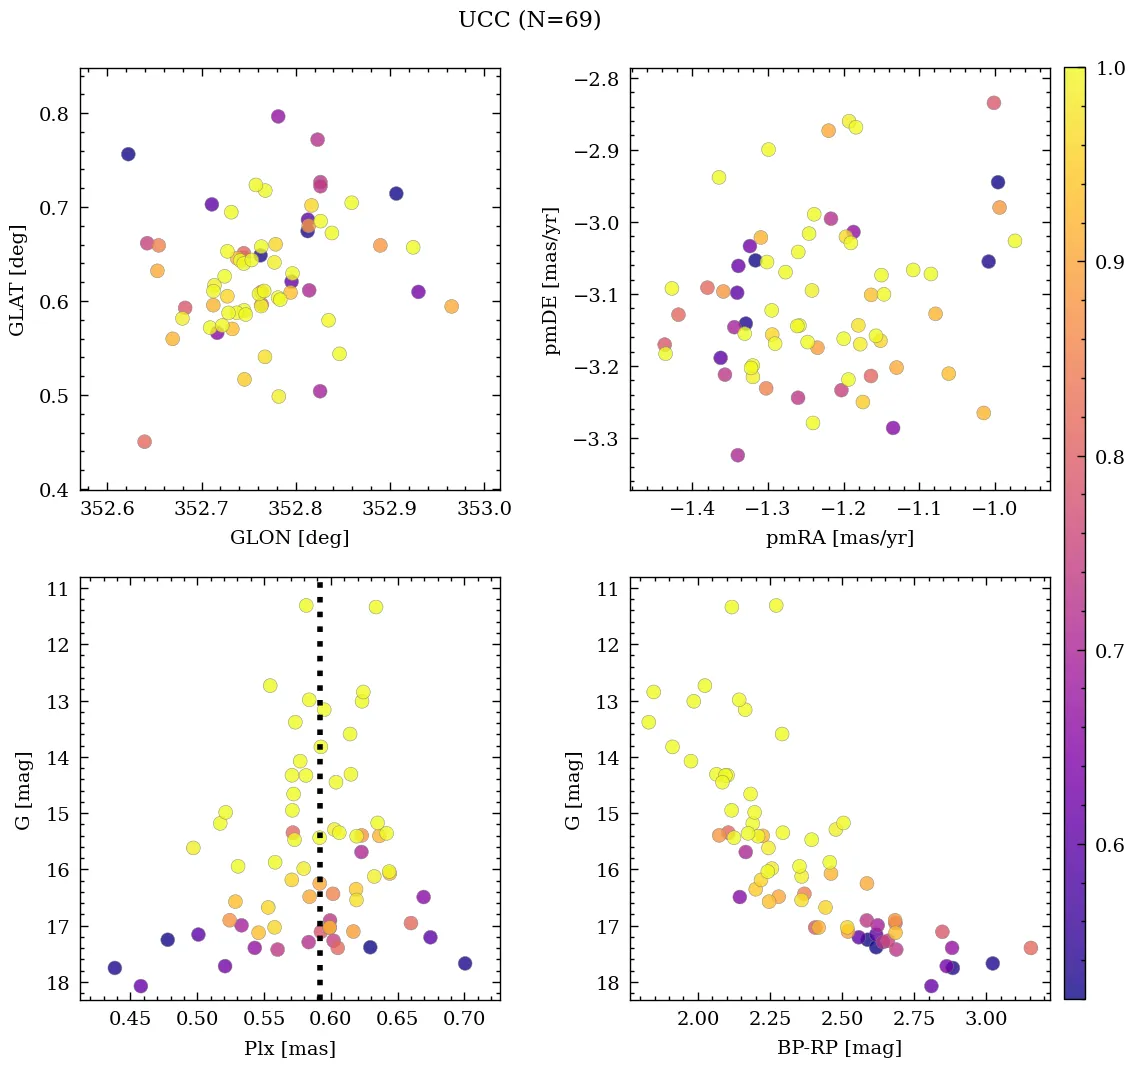 UCC (N=69)
0.8
0.7
0.6
0.5
0.4
GLAT [deg]
352.6 352.7 352.8 352.9 353.0
GLON [deg]
−2.8
−2.9
−3.0
−3.1
−3.2
−3.3
pmDE [mas/yr]
−1.4 −1.3 −1.2 −1.1 −1.0
pmRA [mas/yr]
1.0
0.9
0.8
0.7
0.6
11
12
13
14
15
16
17
18
G [mag]
0.45 0.50 0.55 0.60 0.65 0.70
Plx [mas]
11
12
13
14
15
16
17
18
G [mag]
2.00 2.25 2.50 2.75 3.00
BP-RP [mag]